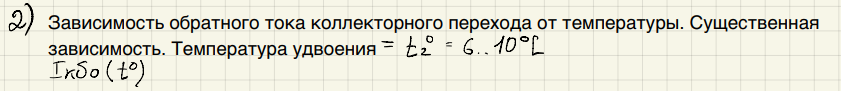 2) Зависимость обратного тока коллекторного перехода от температуры. Существенная
зависимость. Температура удвоения = t₂° = 6..10°C
Iкбо(t°)